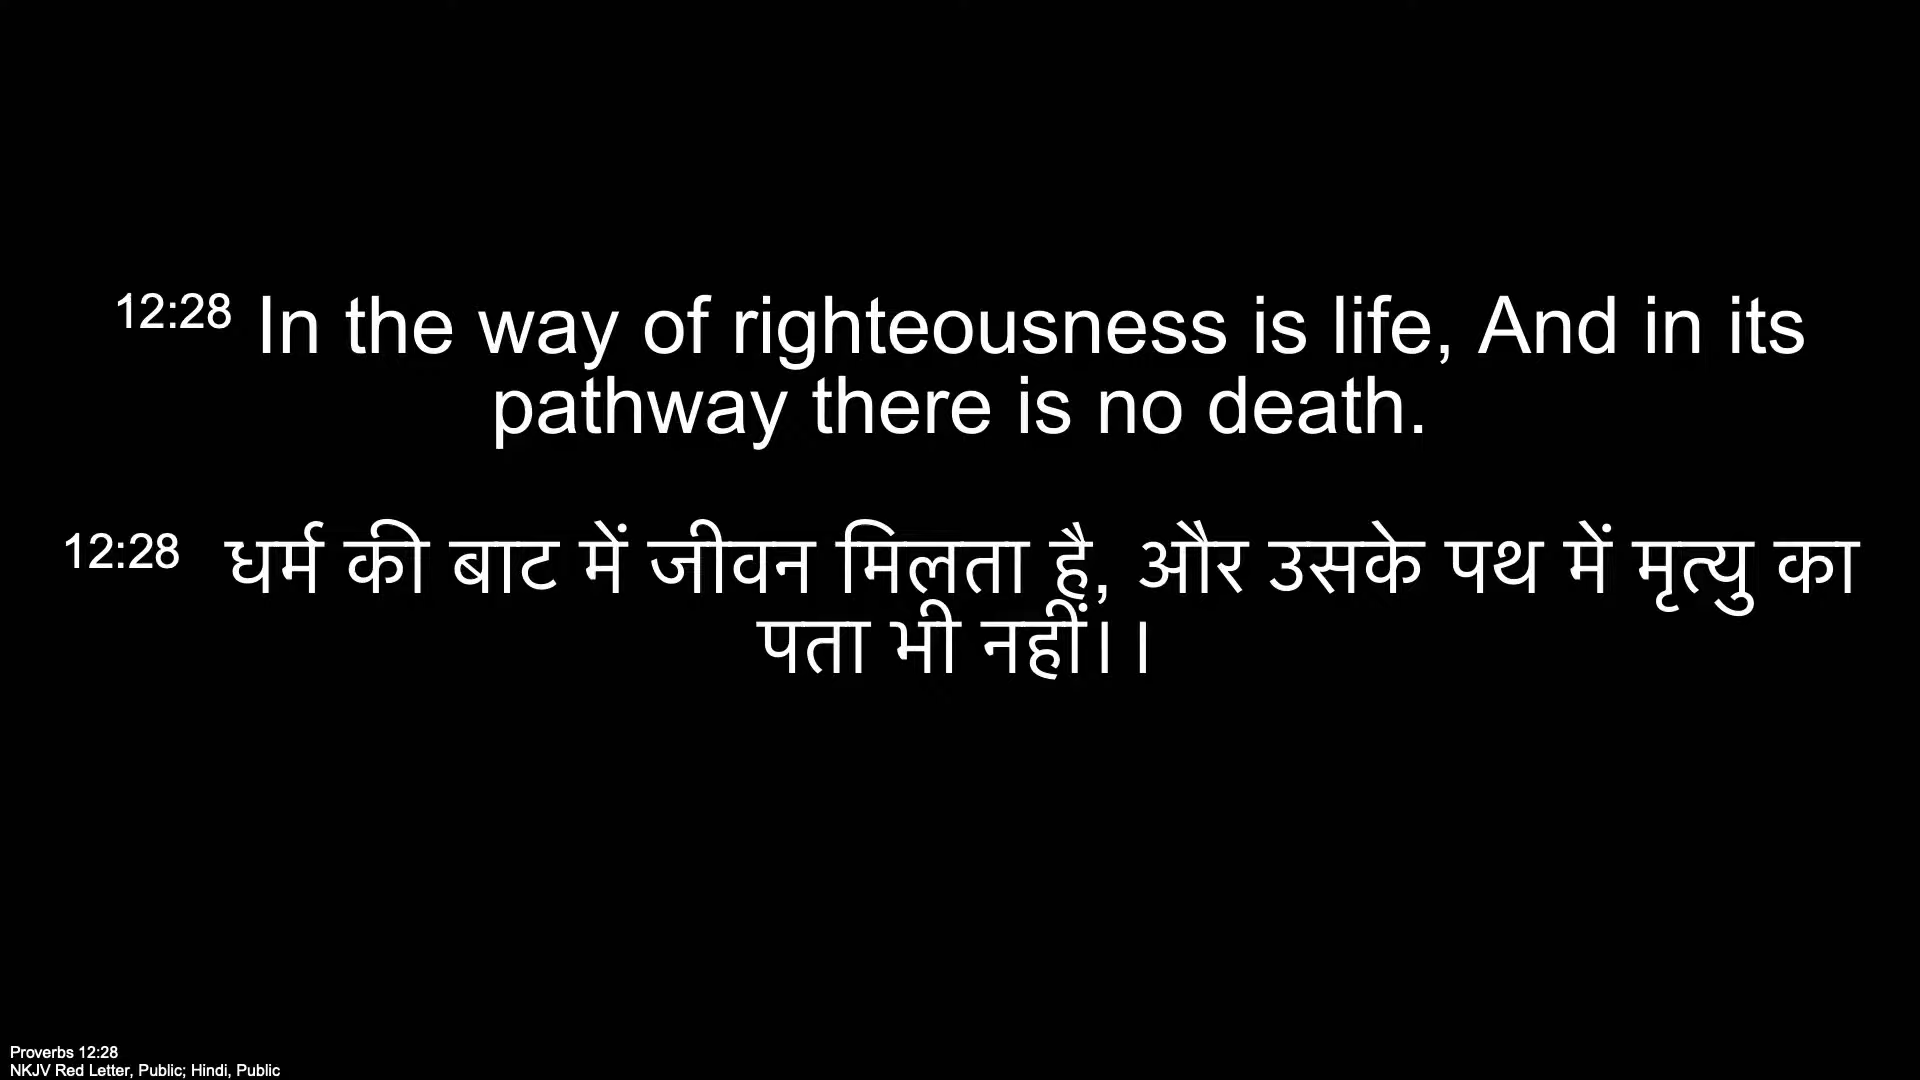 12:28 In the way of righteousness is life, And in its
pathway there is no death.
12:28 धर्म की बाट में जीवन मिलता है, और उसके पथ में मृत्यु का
पता भी नहीं।।
Proverbs 12:28
NKJV Red Letter, Public; Hindi, Public